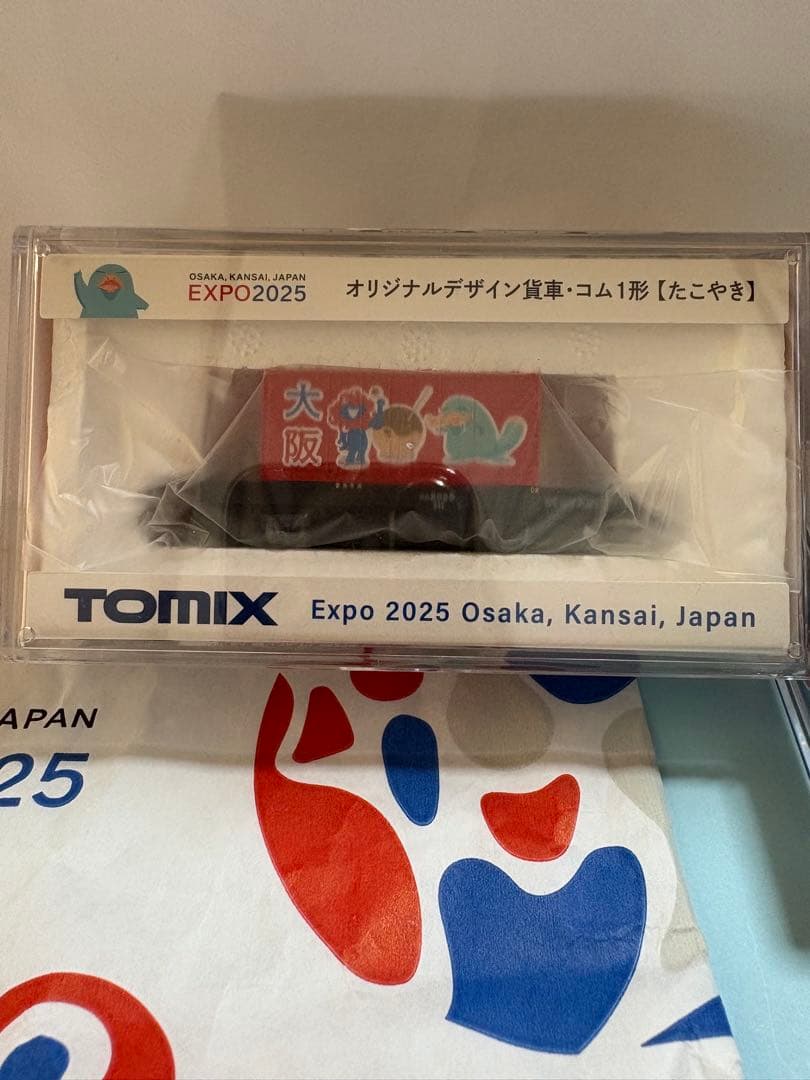 OSAKA, KANSAI, JAPAN
EXPO2025
オリジナルデザイン貨車・コム1形【たこやき】
大阪
TOMIX
Expo 2025 Osaka, Kansai, Japan
APAN
25